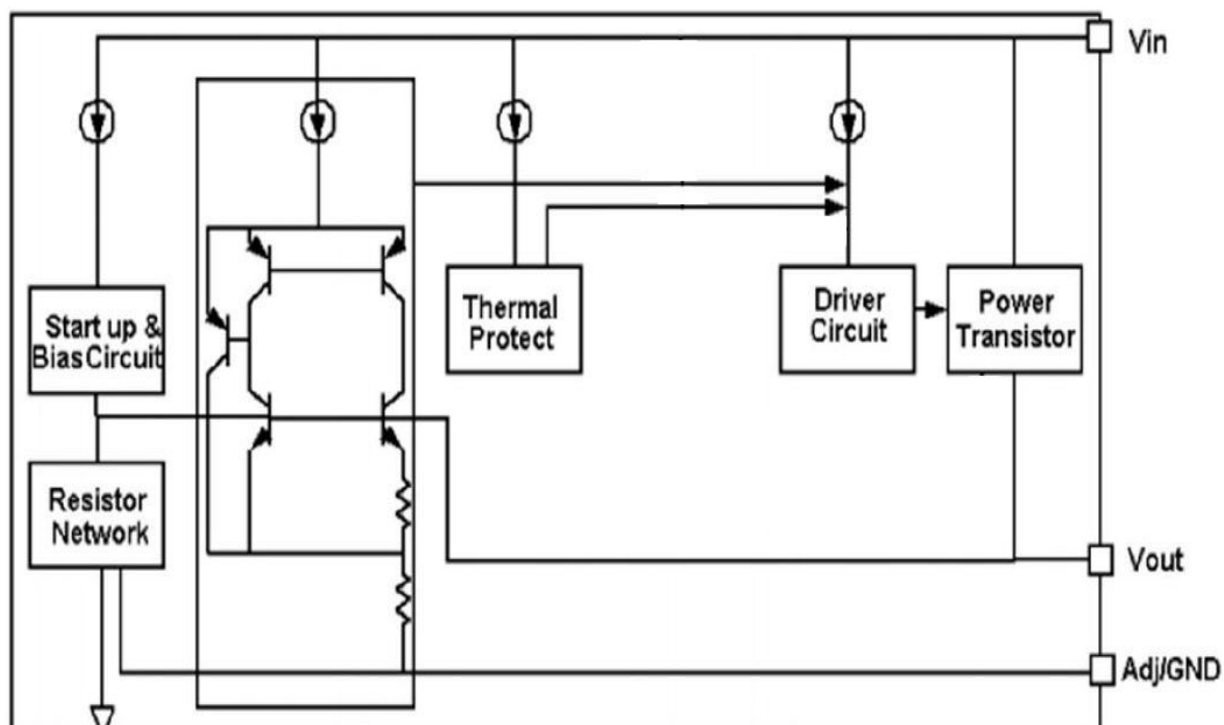 Vin
Start up &
Bias Circuit
Thermal
Protect
Driver
Circuit
Power
Transistor
Resistor
Network
Vout
Adj/GND